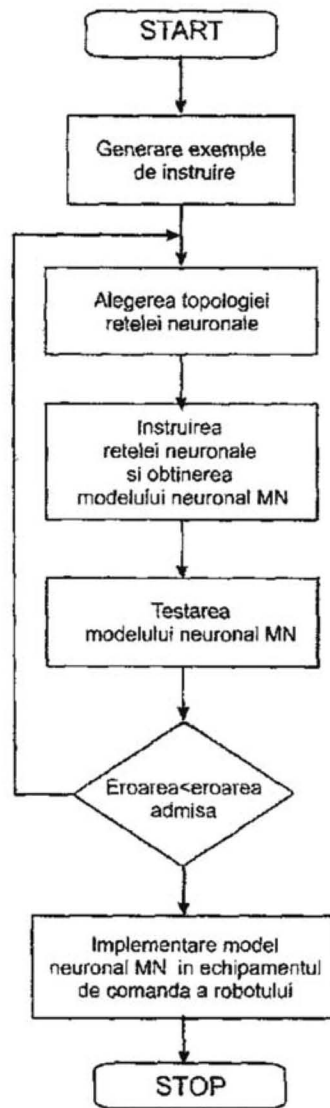 START
Generare exemple
de instruire
Alegerea topologiei
retelei neuronale
Instruirea
retelei neuronale
si obtinerea
modelului neuronal MN
Testarea
modelului neuronal MN
Eroarea<eroarea
admisa
Implementare model
neuronal MN in echipamentul
de comanda a robotului
STOP